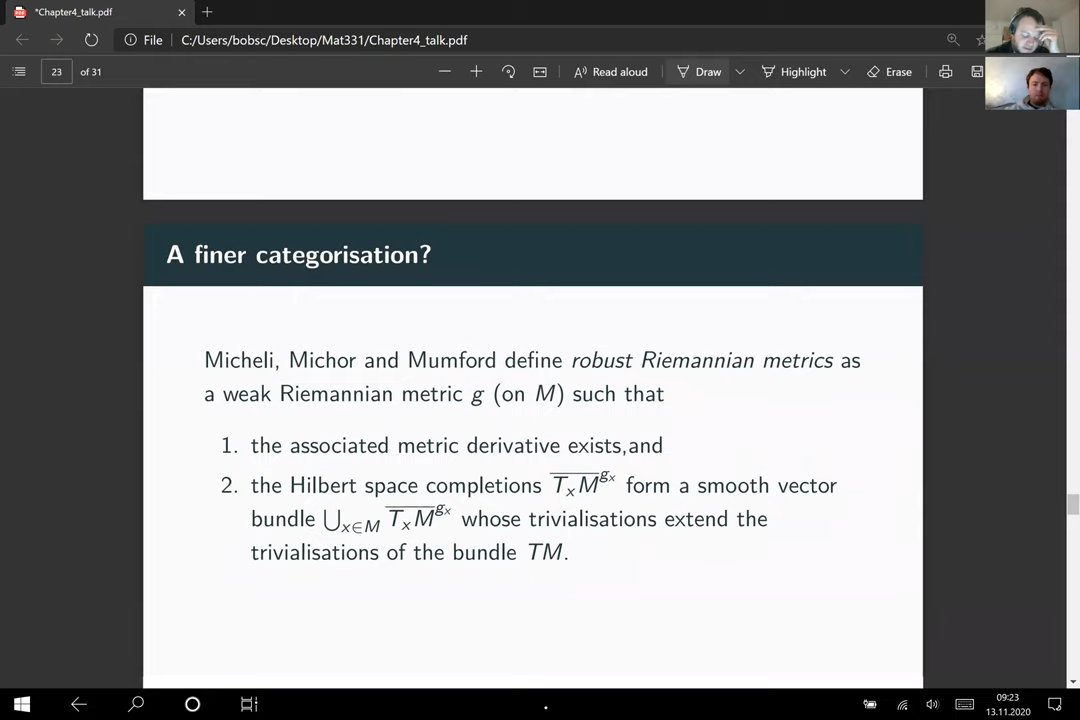 *Chapter4_talk.pdf
File C:/Users/bobsc/Desktop/Mat331/Chapter4_talk.pdf
23 of 31 Read aloud Draw Highlight Erase
A finer categorisation?
Micheli, Michor and Mumford define robust Riemannian metrics as
a weak Riemannian metric g (on M) such that
1. the associated metric derivative exists,and
2. the Hilbert space completions \overline{T_xM}^{g_x} form a smooth vector
bundle ⋃_{x∈M} \overline{T_xM}^{g_x} whose trivialisations extend the
trivialisations of the bundle TM.
09:23
13.11.2020